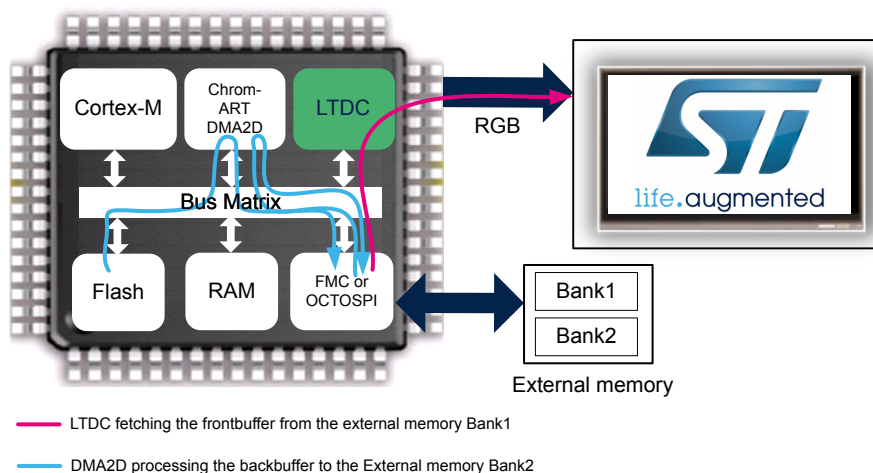 Cortex-M
Chrom-
ART
DMA2D
LTDC
RGB
ST
life.augmented
Bus Matrix
Flash
RAM
FMC or
OCTOSPI
Bank1
Bank2
External memory
LTDC fetching the frontbuffer from the external memory Bank1
DMA2D processing the backbuffer to the External memory Bank2